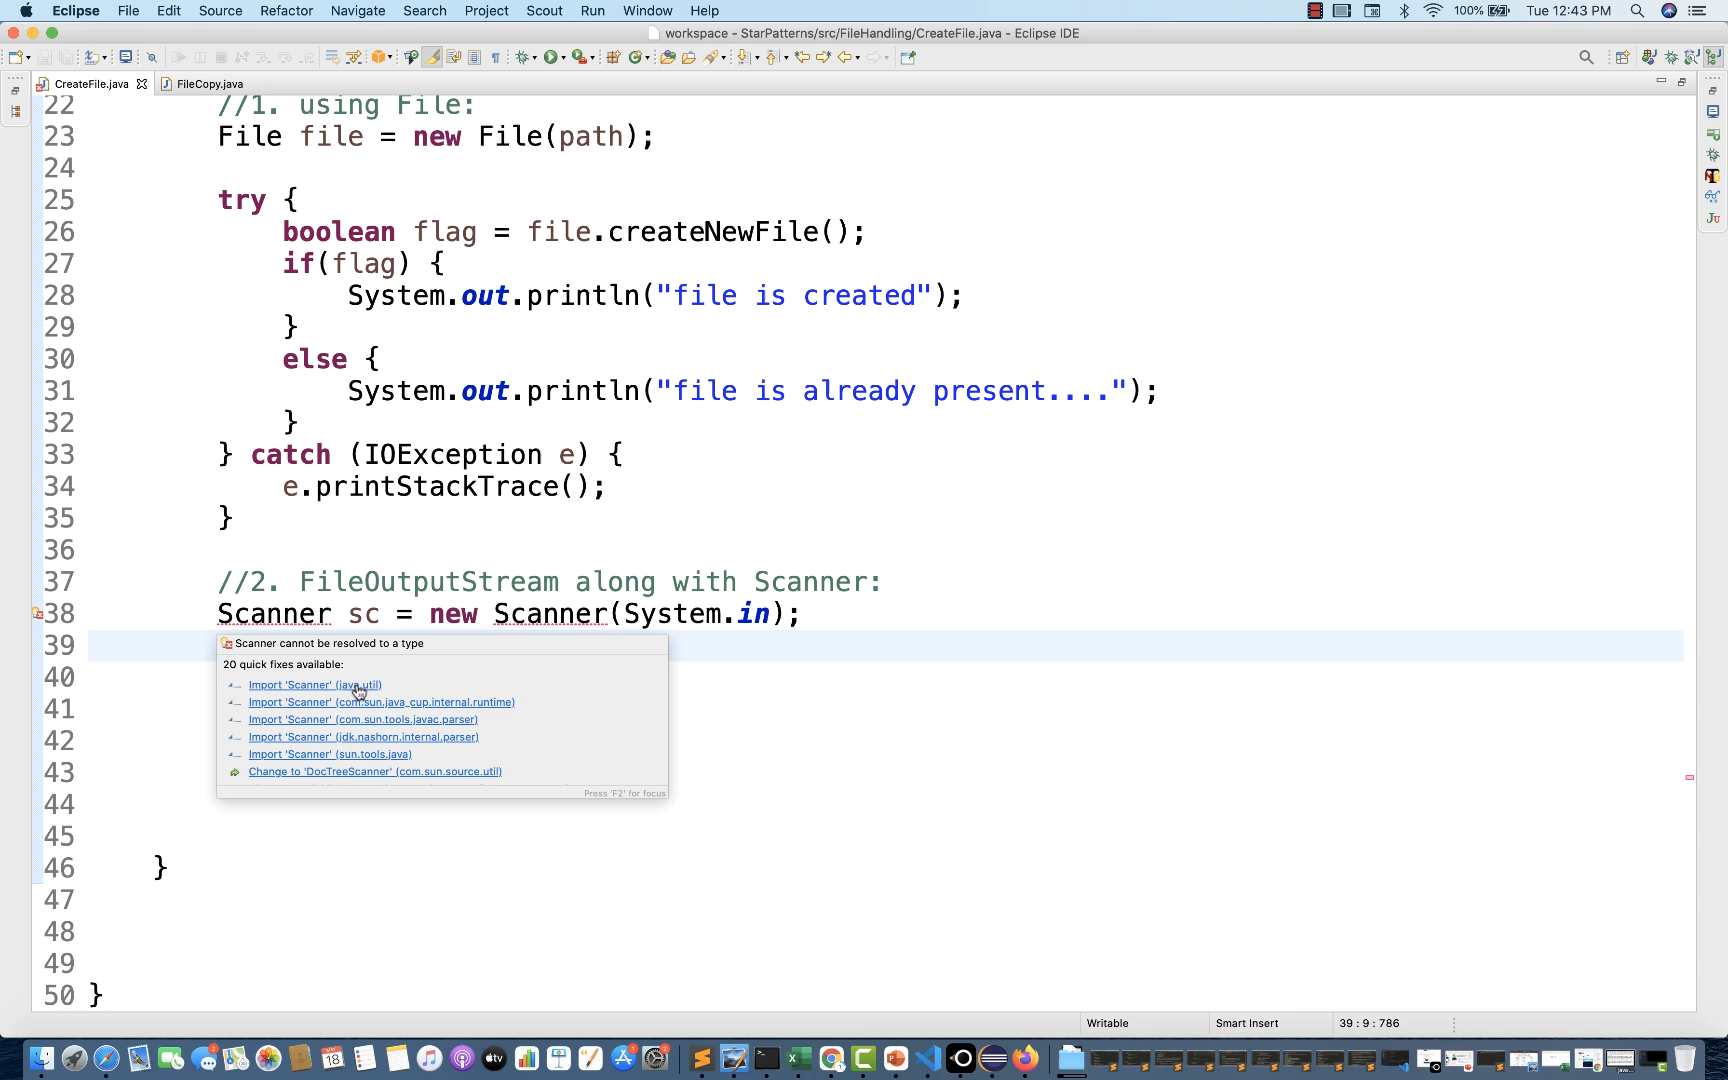 Eclipse File Edit Source Refactor Navigate Search Project Scout Run Window Help 100% Tue 12:43 PM
workspace - StarPatterns/src/FileHandling/CreateFile.java - Eclipse IDE
CreateFile.java FileCopy.java
22 //1. using File:
23 File file = new File(path);
24
25 try {
26 boolean flag = file.createNewFile();
27 if(flag) {
28 System.out.println("file is created");
29 }
30 else {
31 System.out.println("file is already present....");
32 }
33 } catch (IOException e) {
34 e.printStackTrace();
35 }
36
37 //2. FileOutputStream along with Scanner:
38 Scanner sc = new Scanner(System.in);
39
Scanner cannot be resolved to a type
20 quick fixes available:
Import 'Scanner' (java.util)
Import 'Scanner' (com.sun.java_cup.internal.runtime)
Import 'Scanner' (com.sun.tools.javac.parser)
Import 'Scanner' (jdk.nashorn.internal.parser)
Import 'Scanner' (sun.tools.java)
Change to 'DocTreeScanner' (com.sun.source.util)
Press 'F2' for focus
40
41
42
43
44
45
46 }
47
48
49
50 }
Writable Smart Insert 39 : 9 : 786